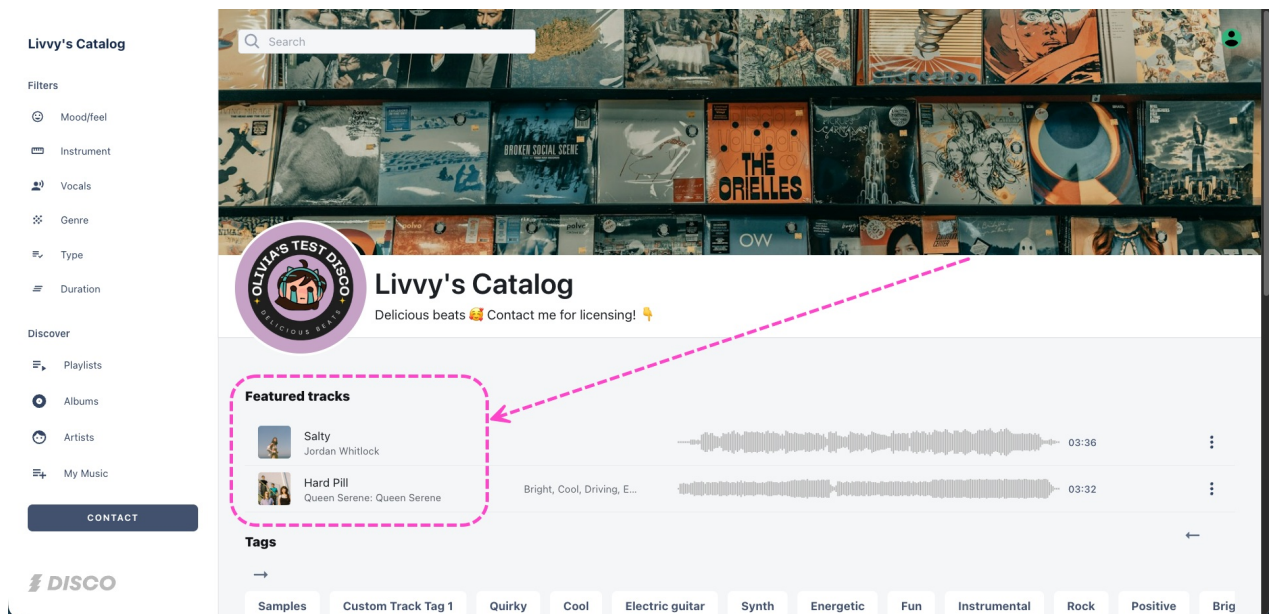 Livvy's Catalog
Filters
Mood/feel
Instrument
Vocals
Genre
Type
Duration
Discover
Playlists
Albums
Artists
My Music
CONTACT
DISCO
Search
BROKEN SOCIAL SCENE
THE
ORIELLES
OW
OLIVIA'S TEST DISCO
DELICIOUS BEATS
Livvy's Catalog
Delicious beats 🥰 Contact me for licensing! 👇
Featured tracks
Salty
Jordan Whitlock
03:36
Hard Pill
Queen Serene: Queen Serene
Bright, Cool, Driving, E...
03:32
Tags
←
→
Samples
Custom Track Tag 1
Quirky
Cool
Electric guitar
Synth
Energetic
Fun
Instrumental
Rock
Positive
Brig